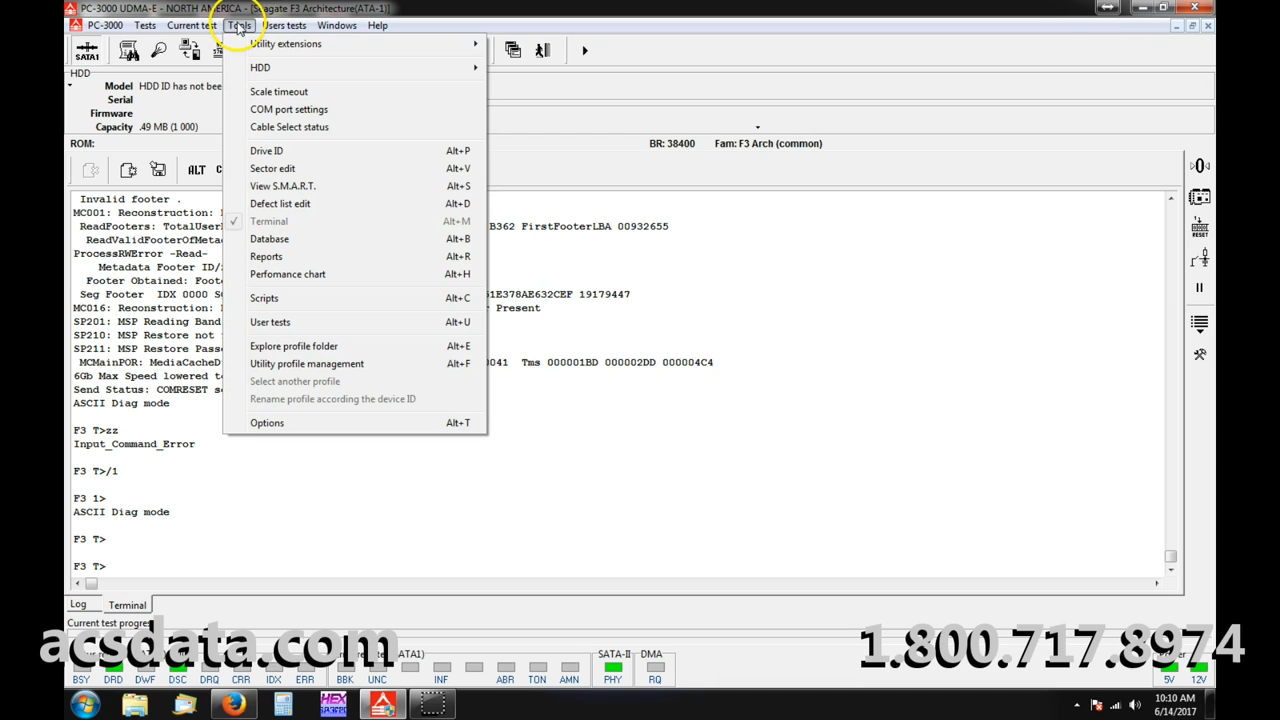 PC-3000 UDMA-E - NORTH AMERICA - [Seagate F3 Architecture(ATA-1)]
PC-3000 Tests Current test Tools Users tests Windows Help
SATA1
HDD
Model HDD ID has not bee
Serial
Firmware
Capacity .49 MB (1 000)
ROM: BR: 38400 Fam: F3 Arch (common)
ALT
Utility extensions
HDD
Scale timeout
COM port settings
Cable Select status
Drive ID Alt+P
Sector edit Alt+V
View S.M.A.R.T. Alt+S
Defect list edit Alt+D
Terminal Alt+M
Database Alt+B
Reports Alt+R
Perfomance chart Alt+H
Scripts Alt+C
User tests Alt+U
Explore profile folder Alt+E
Utility profile management Alt+F
Select another profile
Rename profile according the device ID
Options Alt+T
Invalid footer .
MC001: Reconstruction:
ReadFooters: TotalUser B362 FirstFooterLBA 00932655
ReadValidFooterOfMeta
ProcessRWError -Read-
Metadata Footer ID/
Footer Obtained: Foot
Seg Footer IDX 0000 S 61E378AE632CEF 19179447
MC016: Reconstruction: r Present
SP201: MSP Reading Band
SP210: MSP Restore not
SP211: MSP Restore Pass
MCMainPOR: MediaCacheD 0041 Tms 000001BD 000002DD 000004C4
6Gb Max Speed lowered t
Send Status: COMRESET s
ASCII Diag mode
F3 T>zz
Input_Command_Error
F3 T>/1
F3 1>
ASCII Diag mode
F3 T>
F3 T>
Log Terminal
Current test progres
acsdata.com 1.800.717.8974
(SATA1) SATA-II DMA
BSY DRD DWF DSC DRQ CRR IDX ERR BBK UNC INF ABR TON AMN PHY RQ 5V 12V
RESET
HEX
10:10 AM
6/14/2017